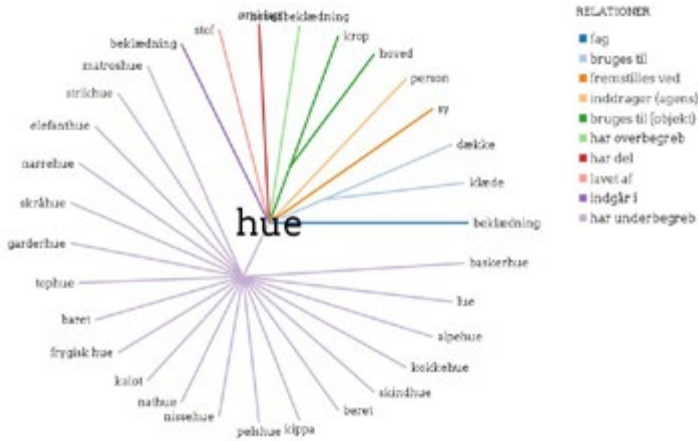 hovedbeklædning
stof
krop
beklædning
hoved
matroshue
person
strikhue
sy
elefanthue
dække
narrehue
klæde
skråhue
hue
beklædning
garderhue
baskerhue
tophue
lue
baret
alpehue
frygisk hue
kokkehue
kalot
skindhue
nathue
beret
nissehue
pelshue
kippa
RELATIONER
fag
bruges til
fremstilles ved
inddrager (agens)
bruges til (objekt)
har overbegreb
har del
lavet af
indgår i
har underbegreb